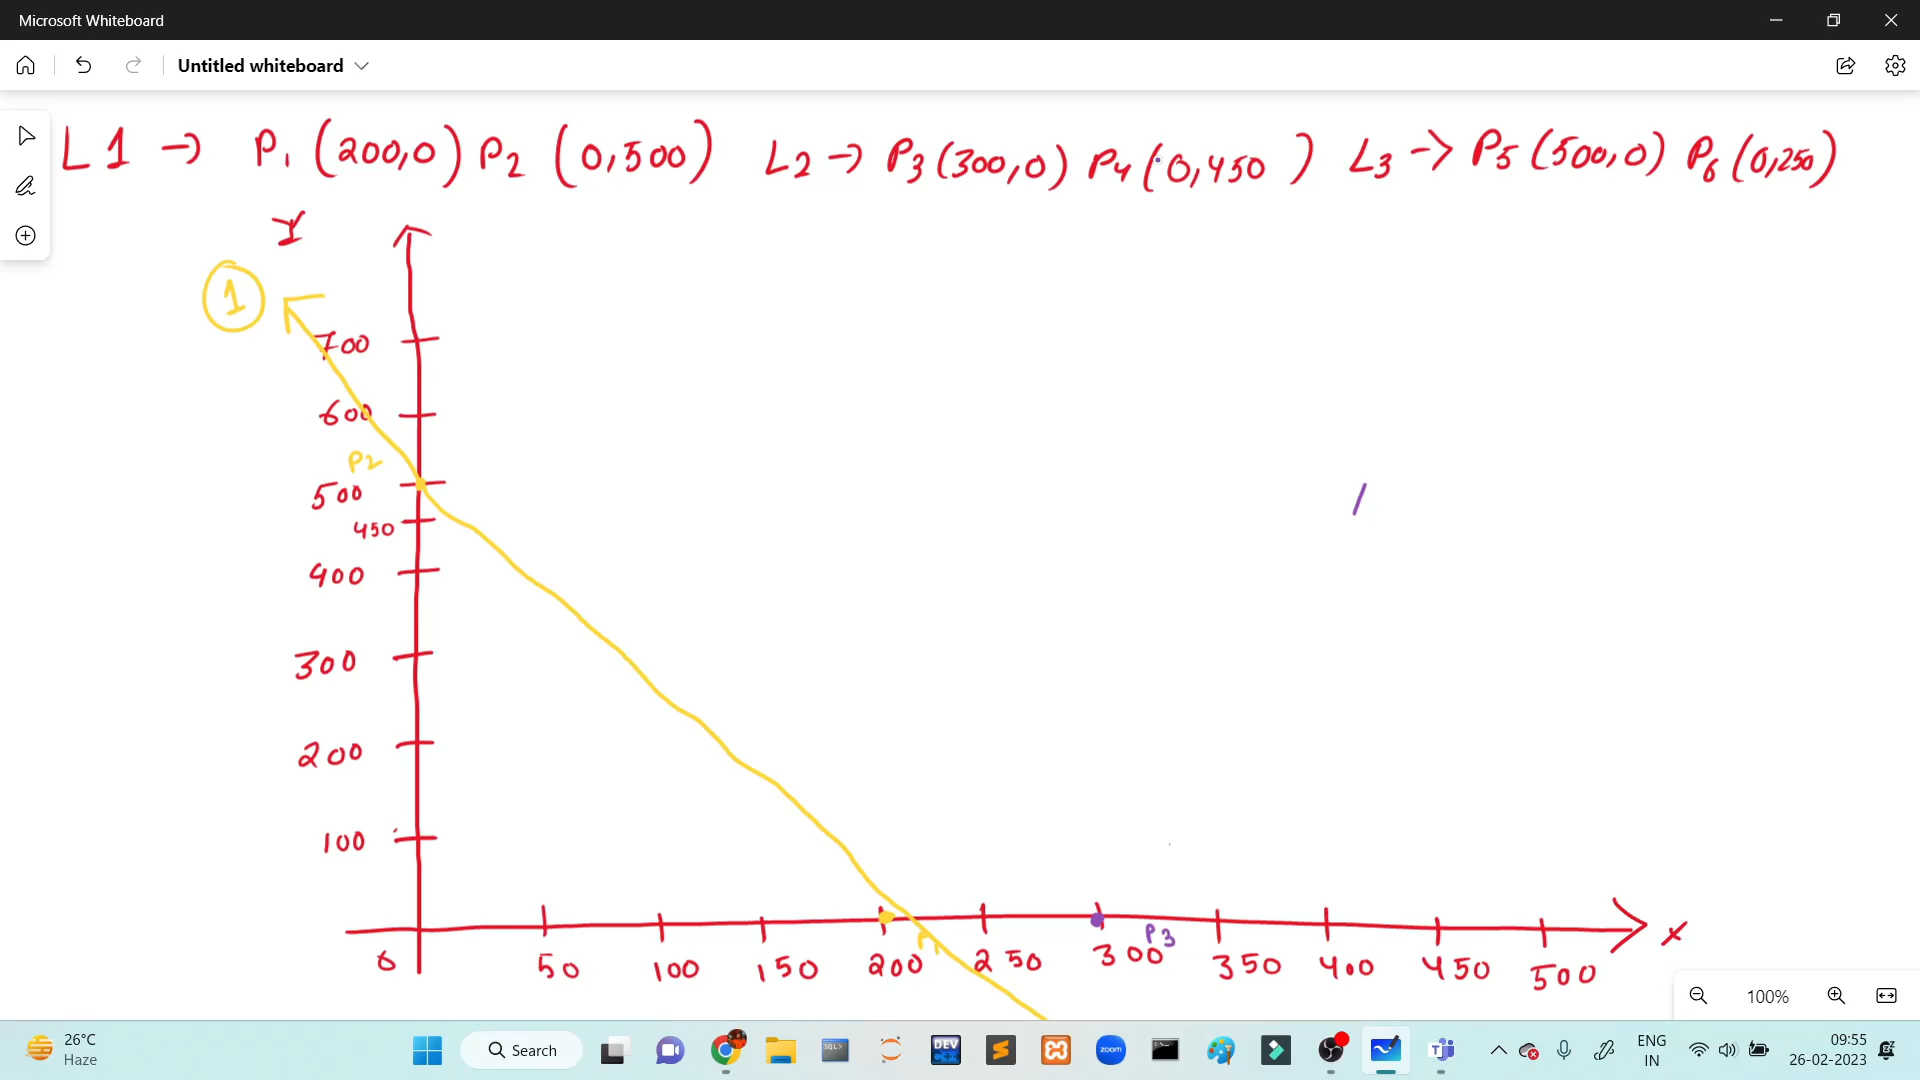 Microsoft Whiteboard
Untitled whiteboard
L1 -> P1 (200,0) P2 (0,500) L2 -> P3 (300,0) P4 (0,450 ) L3 -> P5 (500,0) P6 (0,250)
Y
1
700
600
P2
500
450
400
300
200
100
P3
X
0 50 100 150 200 250 300 350 400 450 500
100%
26°C
Haze
Search
SQL>
DEV
C++
zoom
ENG
IN
09:55
26-02-2023